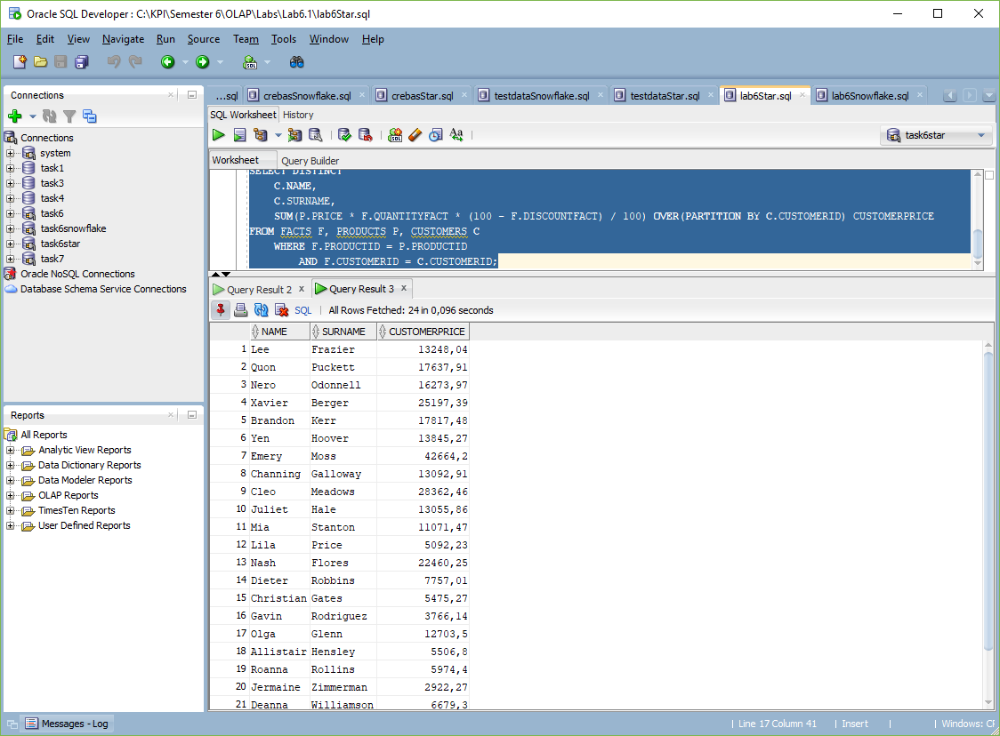 Oracle SQL Developer : C:\KPI\Semester 6\OLAP\Labs\Lab6.1\lab6Star.sql
File Edit View Navigate Run Source Team Tools Window Help
Connections
Connections
system
task1
task3
task4
task6
task6snowflake
task6star
task7
Oracle NoSQL Connections
Database Schema Service Connections
Reports
All Reports
Analytic View Reports
Data Dictionary Reports
Data Modeler Reports
OLAP Reports
TimesTen Reports
User Defined Reports
...sql crebasSnowflake.sql crebasStar.sql testdataSnowflake.sql testdataStar.sql lab6Star.sql lab6Snowflake.sql
SQL Worksheet History
task6star
Worksheet Query Builder
SELECT DISTINCT
C.NAME,
C.SURNAME,
SUM(P.PRICE * F.QUANTITYFACT * (100 - F.DISCOUNTFACT) / 100) OVER(PARTITION BY C.CUSTOMERID) CUSTOMERPRICE
FROM FACTS F, PRODUCTS P, CUSTOMERS C
WHERE F.PRODUCTID = P.PRODUCTID
AND F.CUSTOMERID = C.CUSTOMERID;
Query Result 2 x Query Result 3 x
SQL | All Rows Fetched: 24 in 0,096 seconds
NAME SURNAME CUSTOMERPRICE
1 Lee Frazier 13248,04
2 Quon Puckett 17637,91
3 Nero Odonnell 16273,97
4 Xavier Berger 25197,39
5 Brandon Kerr 17817,48
6 Yen Hoover 13845,27
7 Emery Moss 42664,2
8 Channing Galloway 13092,91
9 Cleo Meadows 28362,46
10 Juliet Hale 13055,86
11 Mia Stanton 11071,47
12 Lila Price 5092,23
13 Nash Flores 22460,25
14 Dieter Robbins 7757,01
15 Christian Gates 5475,27
16 Gavin Rodriguez 3766,14
17 Olga Glenn 12703,5
18 Allistair Hensley 5506,8
19 Roanna Rollins 5974,4
20 Jermaine Zimmerman 2922,27
21 Deanna Williamson 6679,3
Messages - Log
Line 17 Column 41 | Insert | | Windows: CF